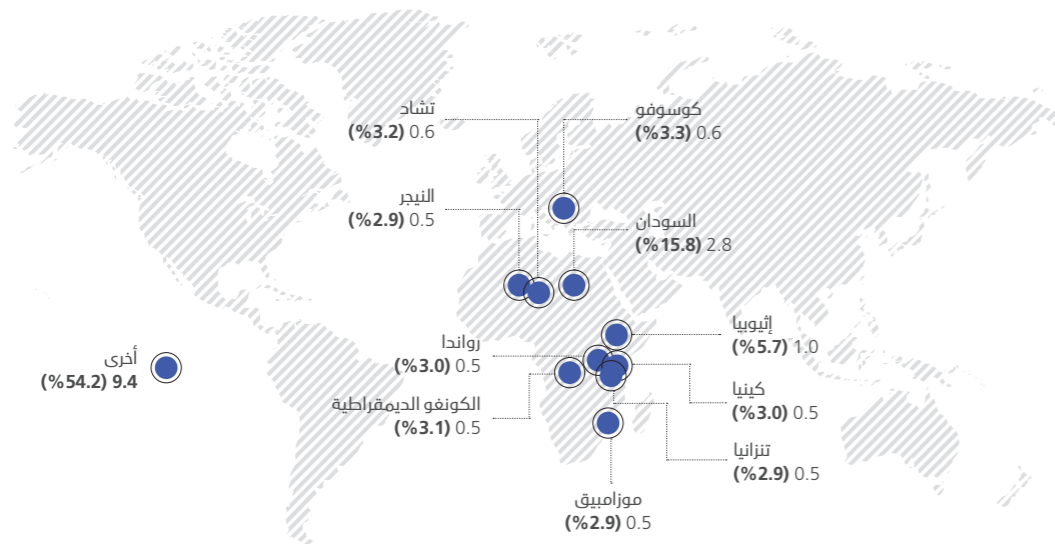 تشاد
0.6 (%3.2)
كوسوفو
0.6 (%3.3)
النيجر
0.5 (%2.9)
السودان
2.8 (%15.8)
إثيوبيا
1.0 (%5.7)
رواندا
0.5 (%3.0)
أخرى
9.4 (%54.2)
كينيا
0.5 (%3.0)
الكونغو الديمقراطية
0.5 (%3.1)
تنزانيا
0.5 (%2.9)
موزامبيق
0.5 (%2.9)